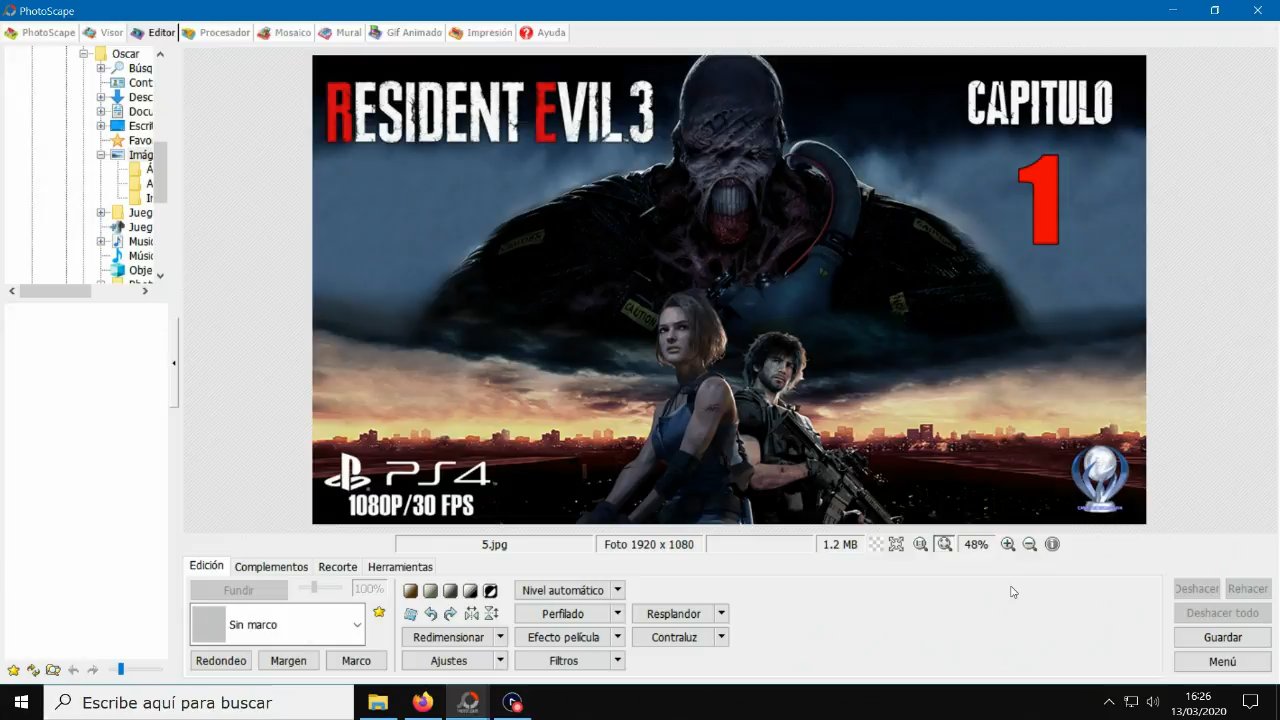 PhotoScape
PhotoScape Visor Editor Procesador Mosaico Mural Gif Animado Impresión Ayuda
Oscar
Búsq
Cont
Desc
Docu
Escri
Favo
Imág
Jueg
Jueg
Musi
Músic
Obje
RESIDENT EVIL 3
CAPITULO
1
CAUTION
PS4
1080P/30 FPS
5.jpg Foto 1920 x 1080 1.2 MB 48%
Edición Complementos Recorte Herramientas
Fundir 100%
Sin marco
Redondeo Margen Marco
Nivel automático
Perfilado Resplandor
Redimensionar Efecto película Contraluz
Ajustes Filtros
Deshacer Rehacer
Deshacer todo
Guardar
Menú
Escribe aquí para buscar
16:26
13/03/2020